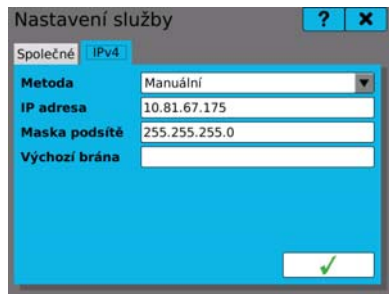 Nastavení služby ? X
Společné IPv4
Metoda Manuální
IP adresa 10.81.67.175
Maska podsítě 255.255.255.0
Výchozí brána